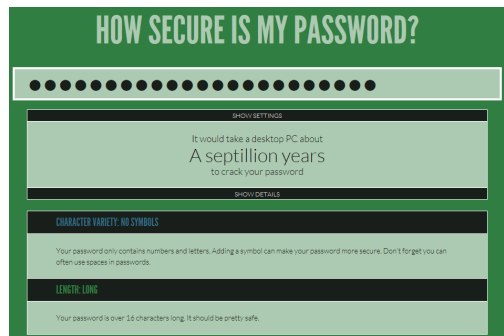 HOW SECURE IS MY PASSWORD?
SHOW SETTINGS
It would take a desktop PC about
A septillion years
to crack your password
SHOW DETAILS
CHARACTER VARIETY: NO SYMBOLS
Your password only contains numbers and letters. Adding a symbol can make your password more secure. Don't forget you can
often use spaces in passwords.
LENGTH: LONG
Your password is over 16 characters long. It should be pretty safe.